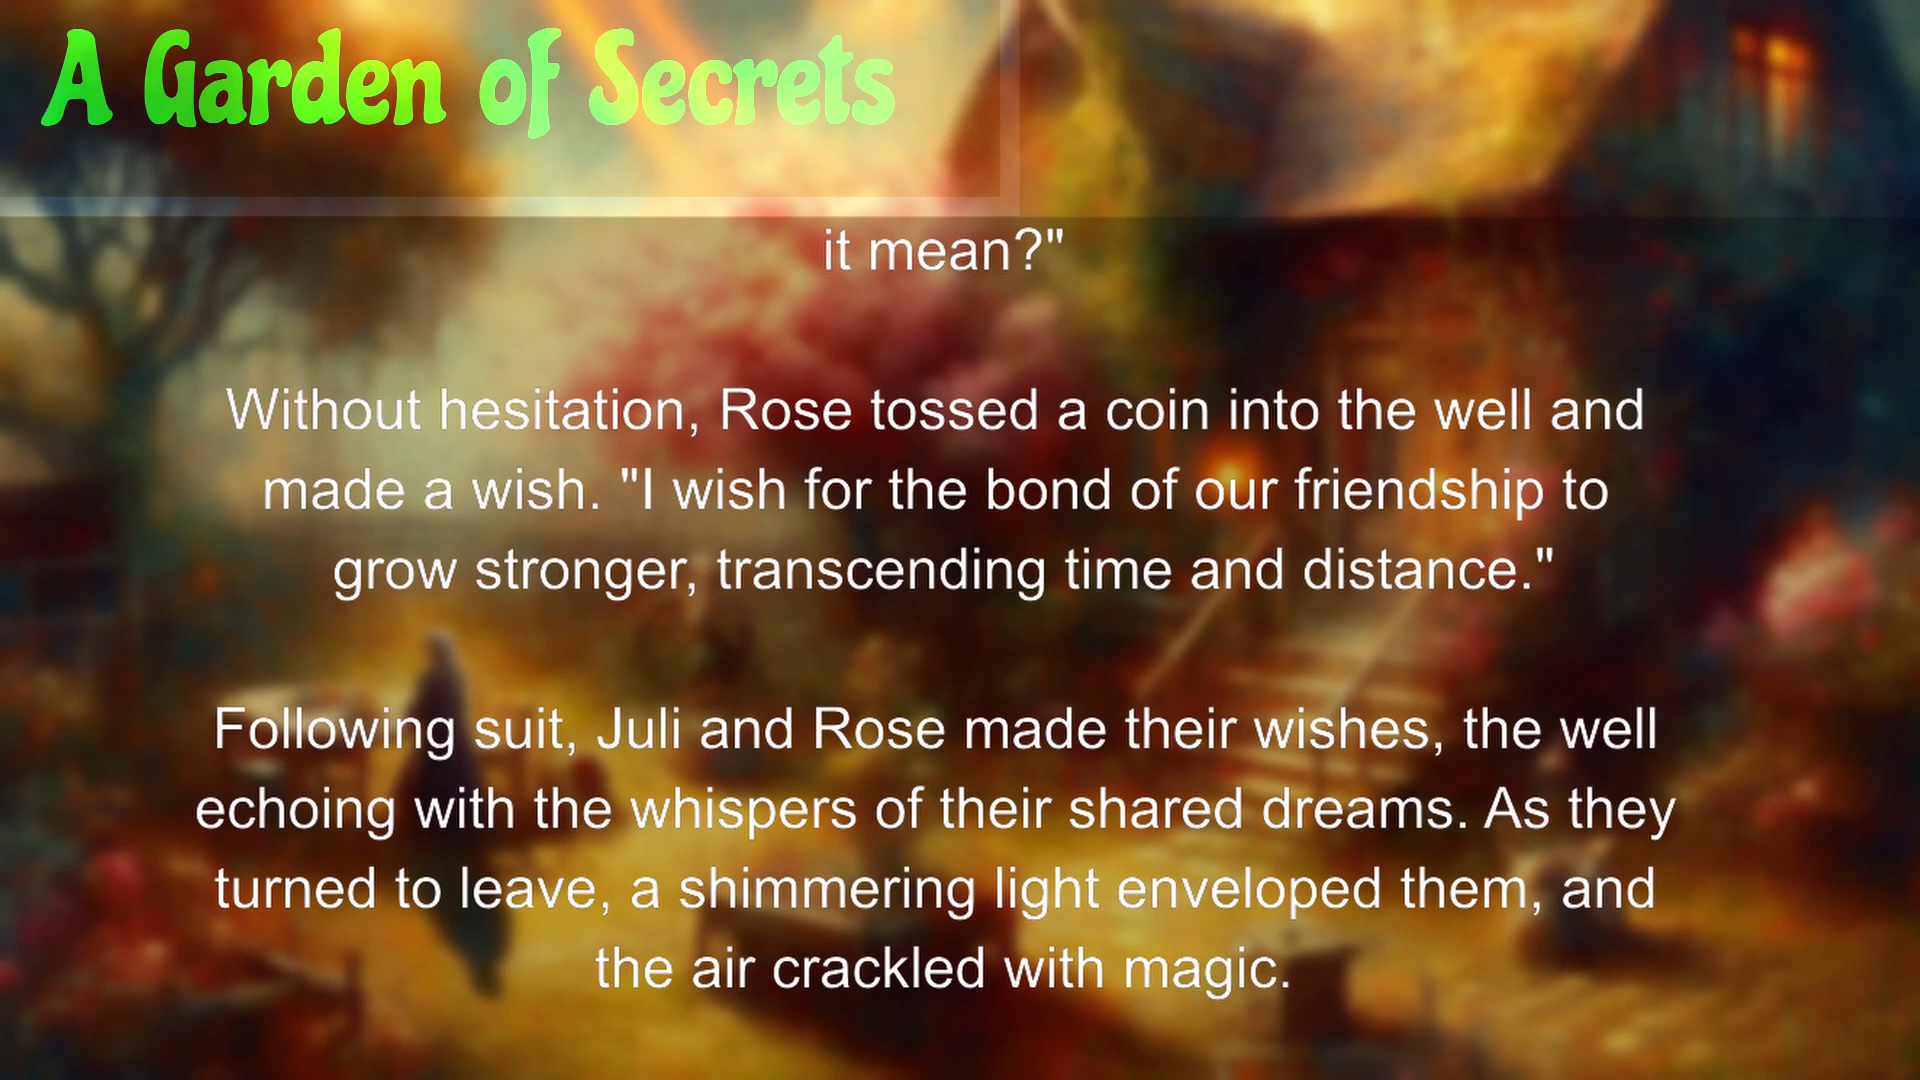 A Garden of Secrets
it mean?"
Without hesitation, Rose tossed a coin into the well and
made a wish. "I wish for the bond of our friendship to
grow stronger, transcending time and distance."
Following suit, Juli and Rose made their wishes, the well
echoing with the whispers of their shared dreams. As they
turned to leave, a shimmering light enveloped them, and
the air crackled with magic.